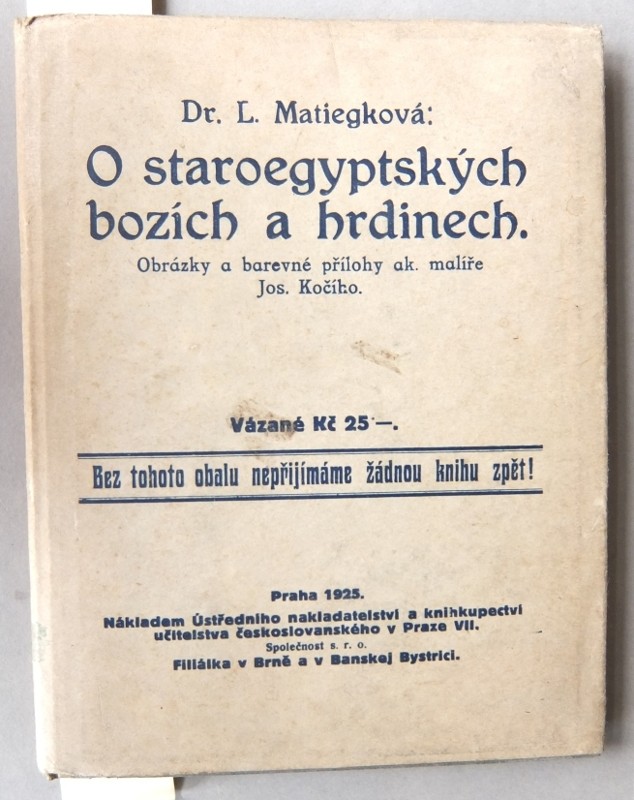 Dr. L. Matiegková:
O staroegyptských
bozích a hrdinech.
Obrázky a barevné přílohy ak. malíře
Jos. Kočího.
Vázané Kč 25·—.
Bez tohoto obalu nepřijímáme žádnou knihu zpět!
Praha 1925.
Nákladem Ústředního nakladatelství a knihkupectví
učitelstva českoslovanského v Praze VII.
Společnost s. r. o.
Filiálka v Brně a v Banskej Bystrici.